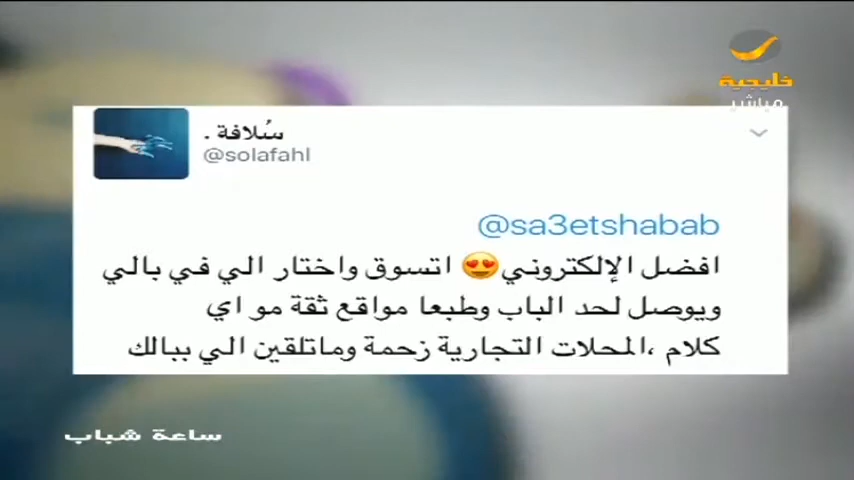 خليجية
مباشر
سُلافة .
@solafahl
@sa3etshabab
افضل الإلكتروني😍 اتسوق واختار الي في بالي
ويوصل لحد الباب وطبعا مواقع ثقة مو اي
كلام ،المحلات التجارية زحمة وماتلقين الي ببالك
ساعة شباب